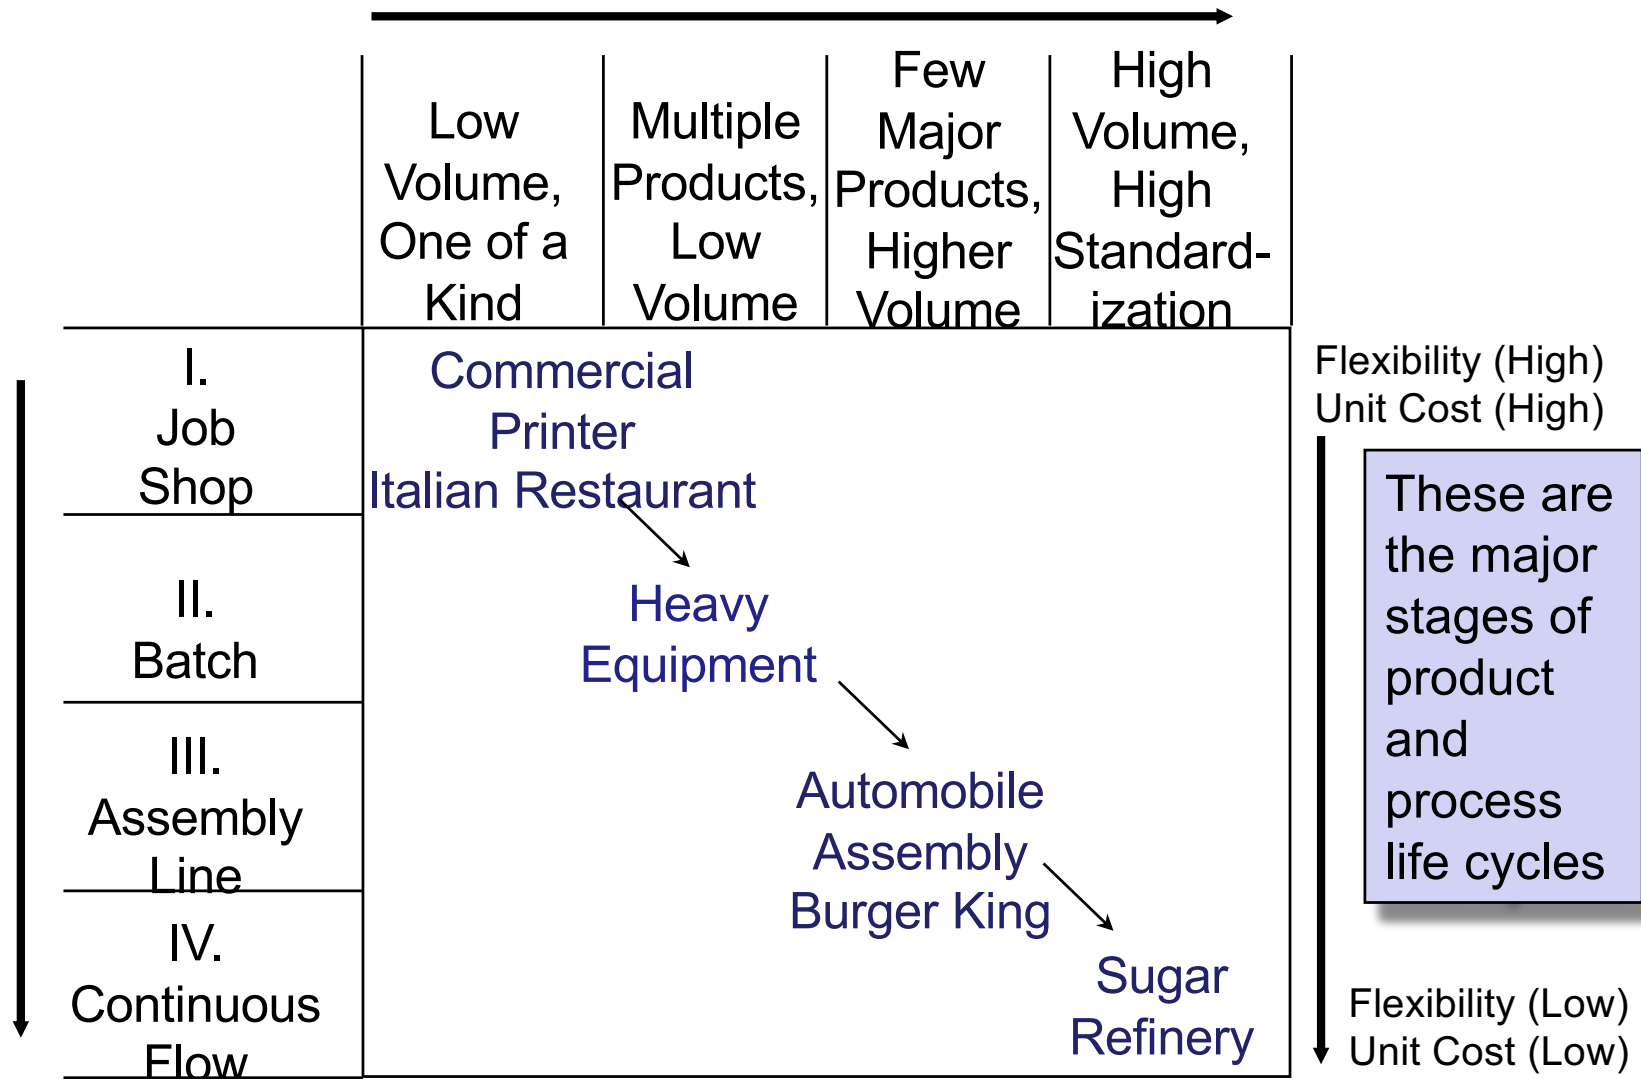 Low
Volume,
One of a
Kind
Multiple
Products,
Low
Volume
Few
Major
Products,
Higher
Volume
High
Volume,
High
Standard-
ization
I.
Job
Shop
Commercial
Printer
Italian Restaurant
Flexibility (High)
Unit Cost (High)
II.
Batch
Heavy
Equipment
III.
Assembly
Line
Automobile
Assembly
Burger King
IV.
Continuous
Flow
Sugar
Refinery
These are
the major
stages of
product
and
process
life cycles
Flexibility (Low)
Unit Cost (Low)